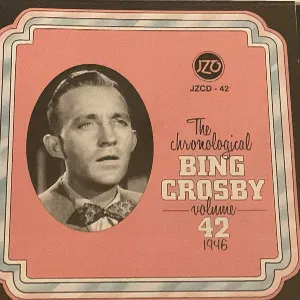 JZO
JZCD - 42
The
chronological
BING
CROSBY
volume
42
1946